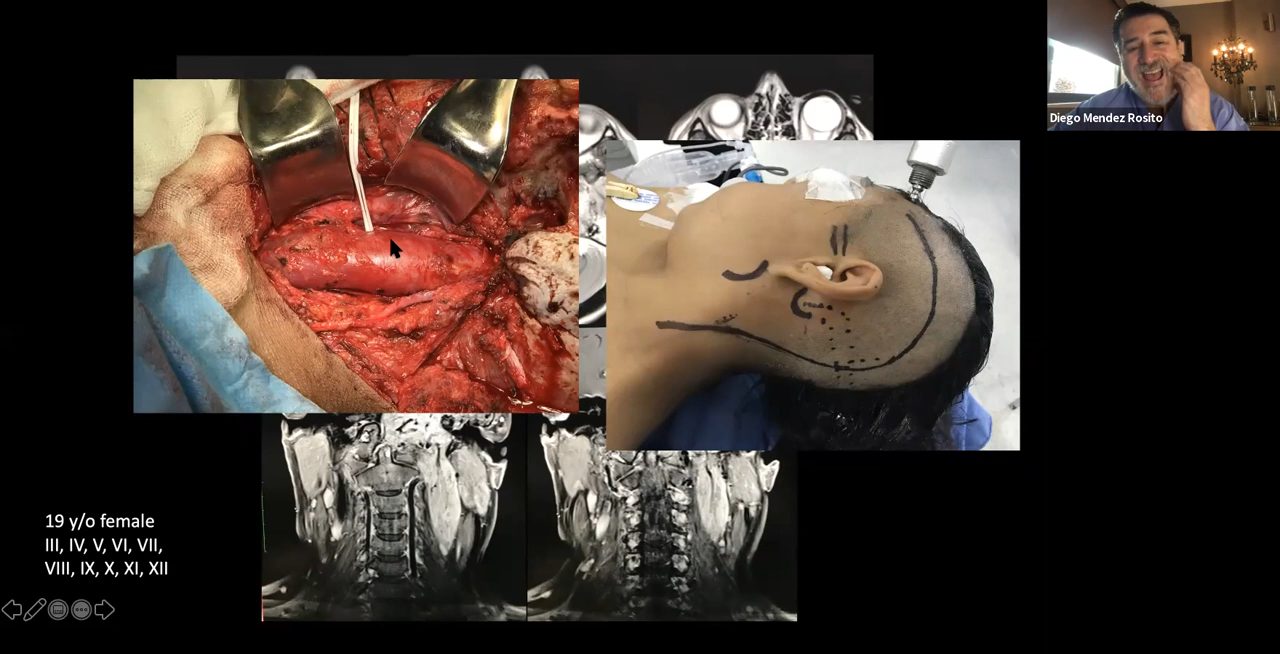 Diego Mendez Rosito
19 y/o female
III, IV, V, VI, VII,
VIII, IX, X, XI, XII